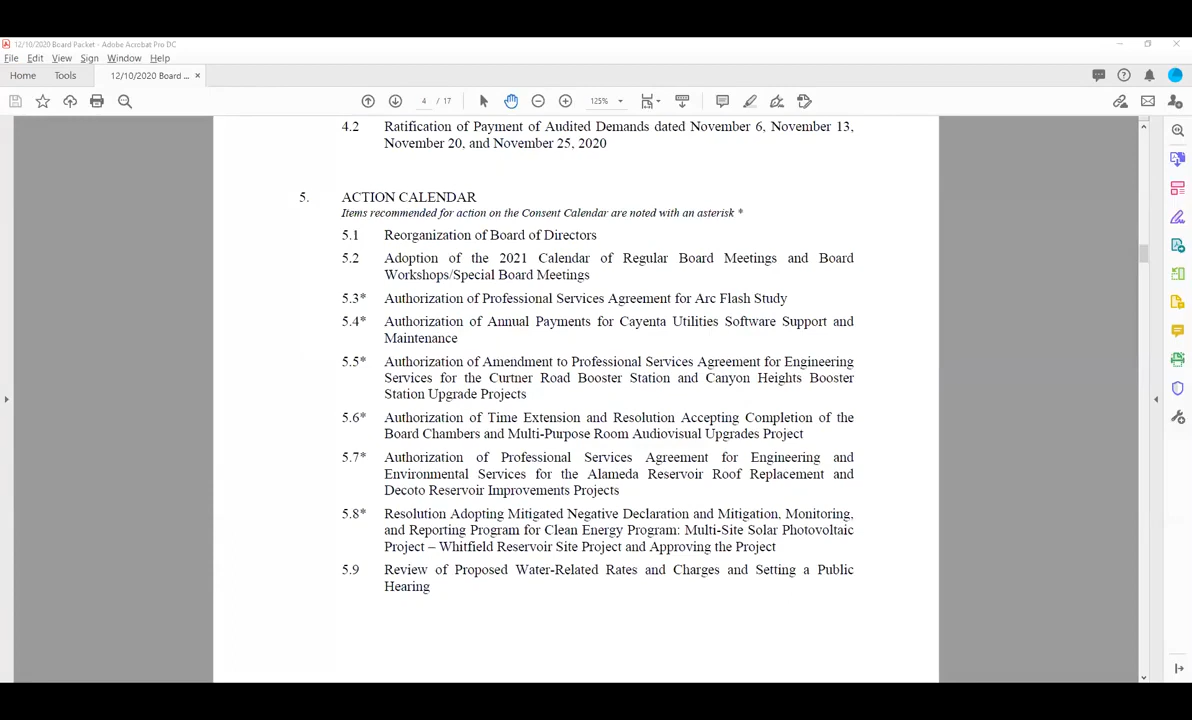 12/10/2020 Board Packet - Adobe Acrobat Pro DC
File Edit View Sign Window Help
Home Tools 12/10/2020 Board ... ×
4 / 17 125%
4.2 Ratification of Payment of Audited Demands dated November 6, November 13,
November 20, and November 25, 2020
5. ACTION CALENDAR
Items recommended for action on the Consent Calendar are noted with an asterisk *
5.1 Reorganization of Board of Directors
5.2 Adoption of the 2021 Calendar of Regular Board Meetings and Board
Workshops/Special Board Meetings
5.3* Authorization of Professional Services Agreement for Arc Flash Study
5.4* Authorization of Annual Payments for Cayenta Utilities Software Support and
Maintenance
5.5* Authorization of Amendment to Professional Services Agreement for Engineering
Services for the Curtner Road Booster Station and Canyon Heights Booster
Station Upgrade Projects
5.6* Authorization of Time Extension and Resolution Accepting Completion of the
Board Chambers and Multi-Purpose Room Audiovisual Upgrades Project
5.7* Authorization of Professional Services Agreement for Engineering and
Environmental Services for the Alameda Reservoir Roof Replacement and
Decoto Reservoir Improvements Projects
5.8* Resolution Adopting Mitigated Negative Declaration and Mitigation, Monitoring,
and Reporting Program for Clean Energy Program: Multi-Site Solar Photovoltaic
Project – Whitfield Reservoir Site Project and Approving the Project
5.9 Review of Proposed Water-Related Rates and Charges and Setting a Public
Hearing